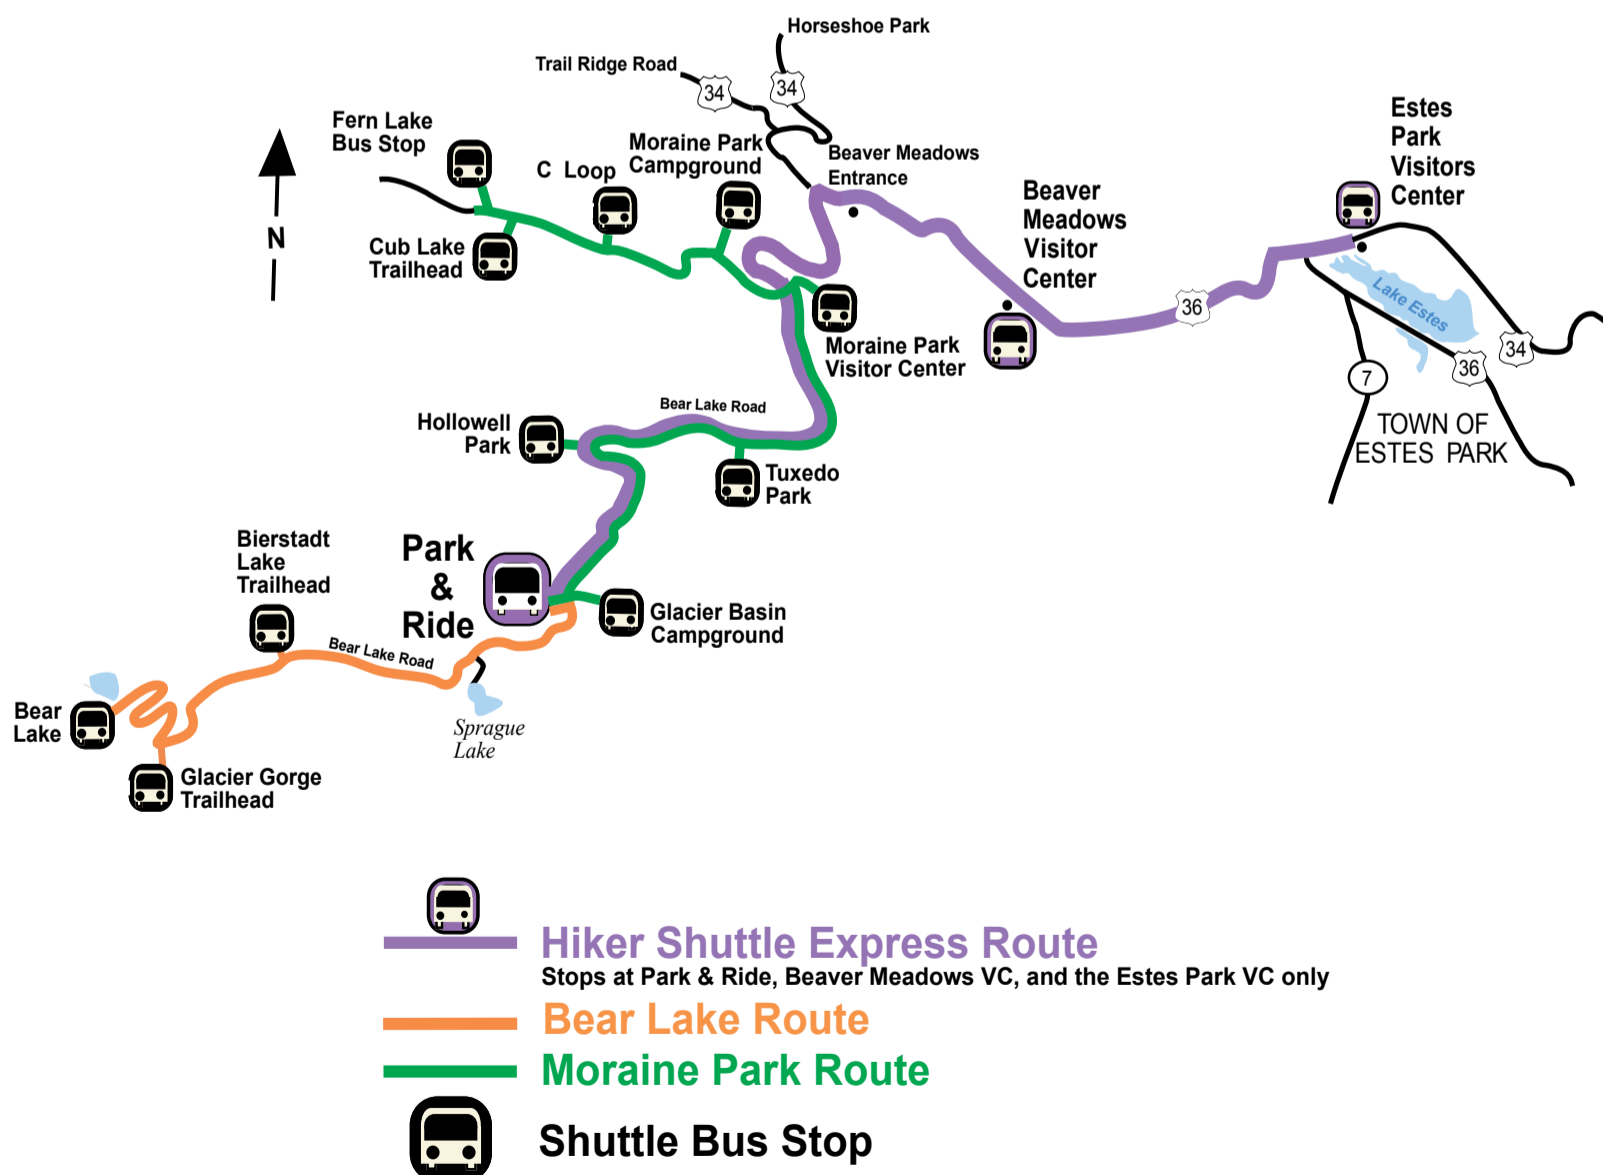 Horseshoe Park
Trail Ridge Road
34
34
Estes
Park
Visitors
Center
Fern Lake
Bus Stop
Moraine Park
Campground
C Loop
Beaver Meadows
Entrance
Beaver
Meadows
Visitor
Center
N
Cub Lake
Trailhead
Lake Estes
36
Moraine Park
Visitor Center
34
36
7
Bear Lake Road
Hollowell
Park
TOWN OF
ESTES PARK
Tuxedo
Park
Bierstadt
Lake
Trailhead
Park
&
Ride
Glacier Basin
Campground
Bear Lake Road
Bear
Lake
Sprague
Lake
Glacier Gorge
Trailhead
Hiker Shuttle Express Route
Stops at Park & Ride, Beaver Meadows VC, and the Estes Park VC only
Bear Lake Route
Moraine Park Route
Shuttle Bus Stop